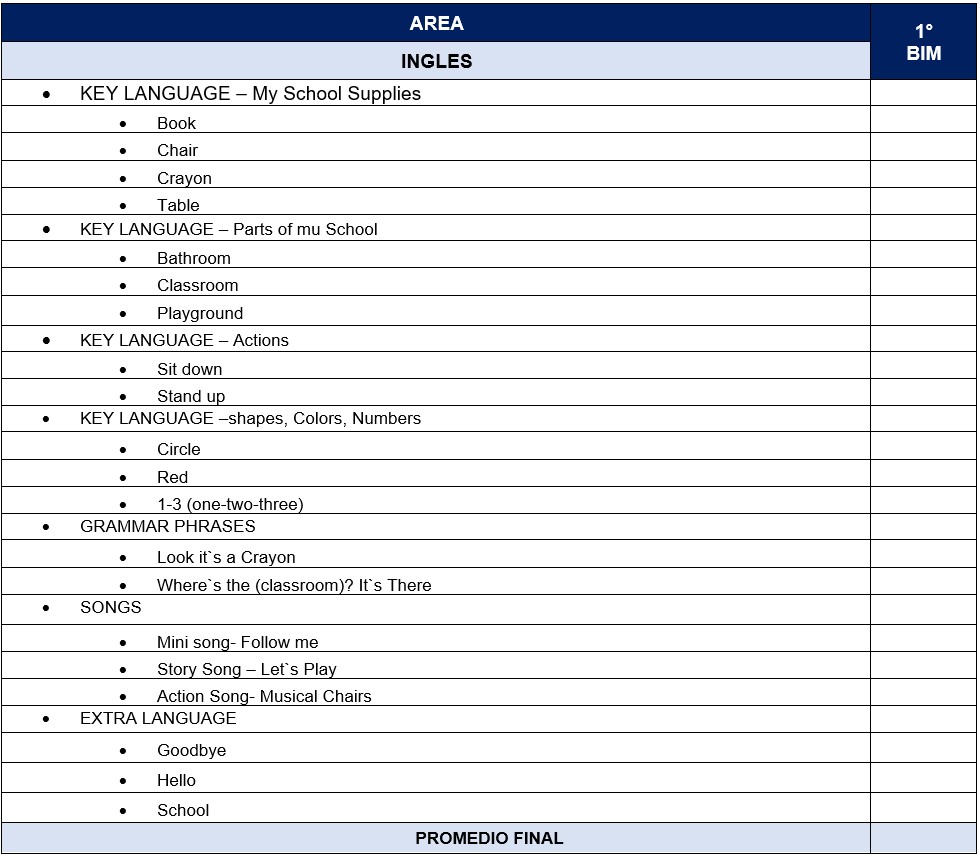 AREA
1°
BIM
INGLES
• KEY LANGUAGE – My School Supplies
• Book
• Chair
• Crayon
• Table
• KEY LANGUAGE – Parts of mu School
• Bathroom
• Classroom
• Playground
• KEY LANGUAGE – Actions
• Sit down
• Stand up
• KEY LANGUAGE –shapes, Colors, Numbers
• Circle
• Red
• 1-3 (one-two-three)
• GRAMMAR PHRASES
• Look it`s a Crayon
• Where`s the (classroom)? It`s There
• SONGS
• Mini song- Follow me
• Story Song – Let`s Play
• Action Song- Musical Chairs
• EXTRA LANGUAGE
• Goodbye
• Hello
• School
PROMEDIO FINAL